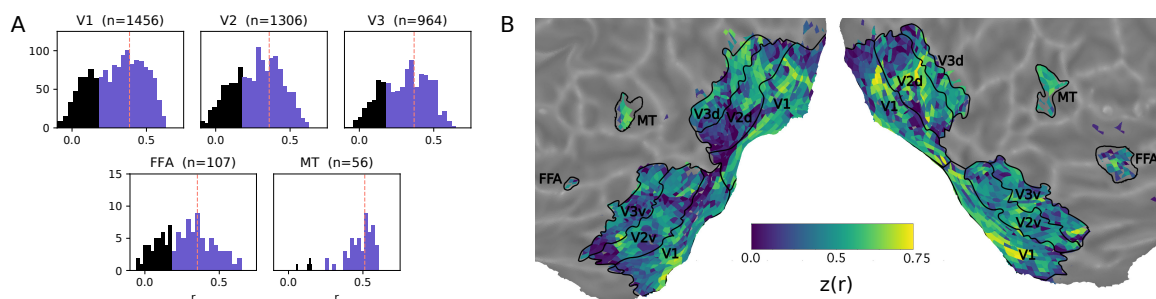 A
V1 (n=1456)
V2 (n=1306)
V3 (n=964)
100
50
0
0.0
0.5
0.0
0.5
0.0
0.5
FFA (n=107)
MT (n=56)
15
10
5
0
0.0
0.5
0.0
0.5
B
V3d
V2d
V1
MT
FFA
V3v
V2v
V1
V3d
V2d
V1
MT
FFA
V3v
V2v
V1
0.0
0.5
0.75
z(r)